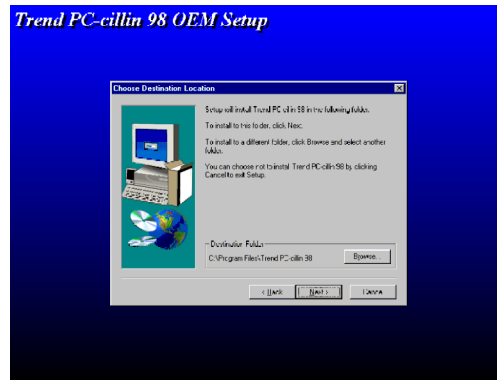 Trend PC-cillin 98 OEM Setup
Choose Destination Location
Setup will install Trend PC-cillin 98 in the following folder.
To install to this folder, click Next.
To install to a different folder, click Browse and select another
folder.
You can choose not to install Trend PC-cillin 98 by clicking
Cancel to exit Setup.
Destination Folder
C:\Program Files\Trend PC-cillin 98
Browse...
< Back
Next >
Cancel